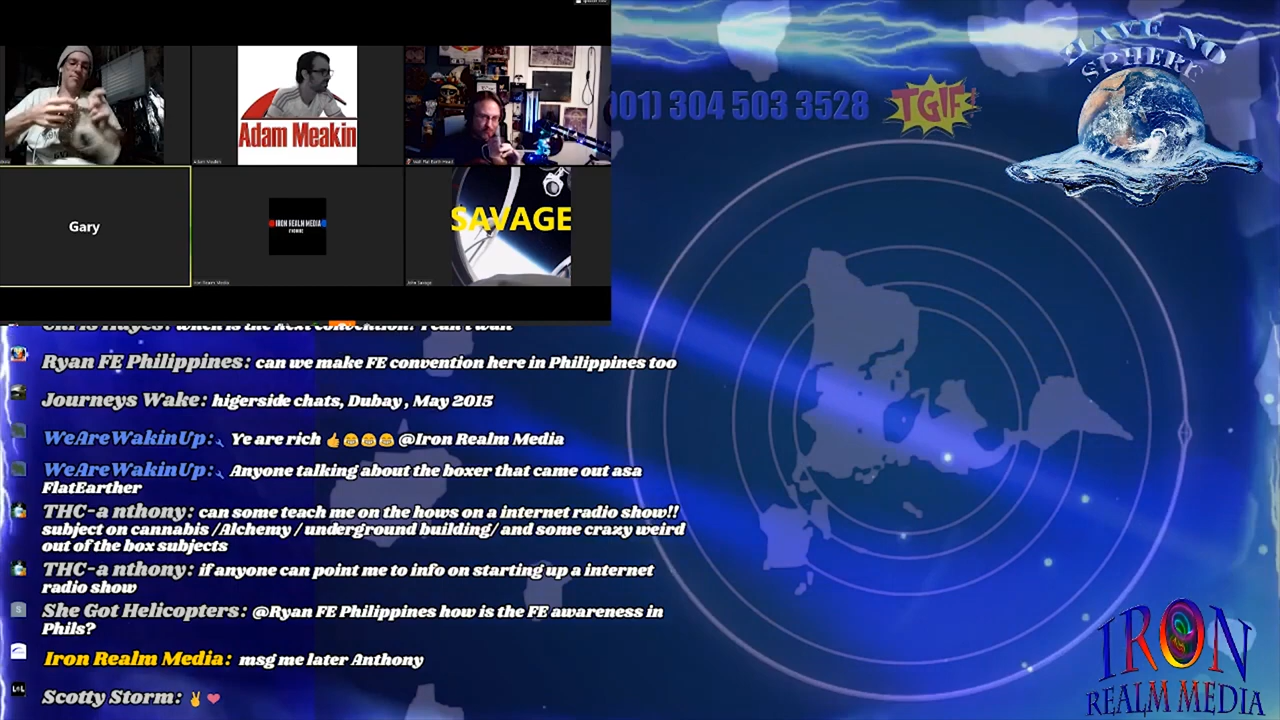 Adam Meakin
Gary
IRON REALM MEDIA
SAVAGE
Iron Realm Media
01) 304 503 3528
TGIF
HAVE NO
SPHERE
Ryan FE Philippines: can we make FE convention here in Philippines too
Journeys Wake: higerside chats, Dubay , May 2015
WeAreWakinUp: Ye are rich 👍😂😂😂 @Iron Realm Media
WeAreWakinUp: Anyone talking about the boxer that came out asa
FlatEarther
THC-a nthony: can some teach me on the hows on a internet radio show!!
subject on cannabis /Alchemy / underground building/ and some crazy weird
out of the box subjects
THC-a nthony: if anyone can point me to info on starting up a internet
radio show
She Got Helicopters: @Ryan FE Philippines how is the FE awareness in
Phils?
Iron Realm Media: msg me later Anthony
Scotty Storm: ✌️❤️
IRON
REALM MEDIA